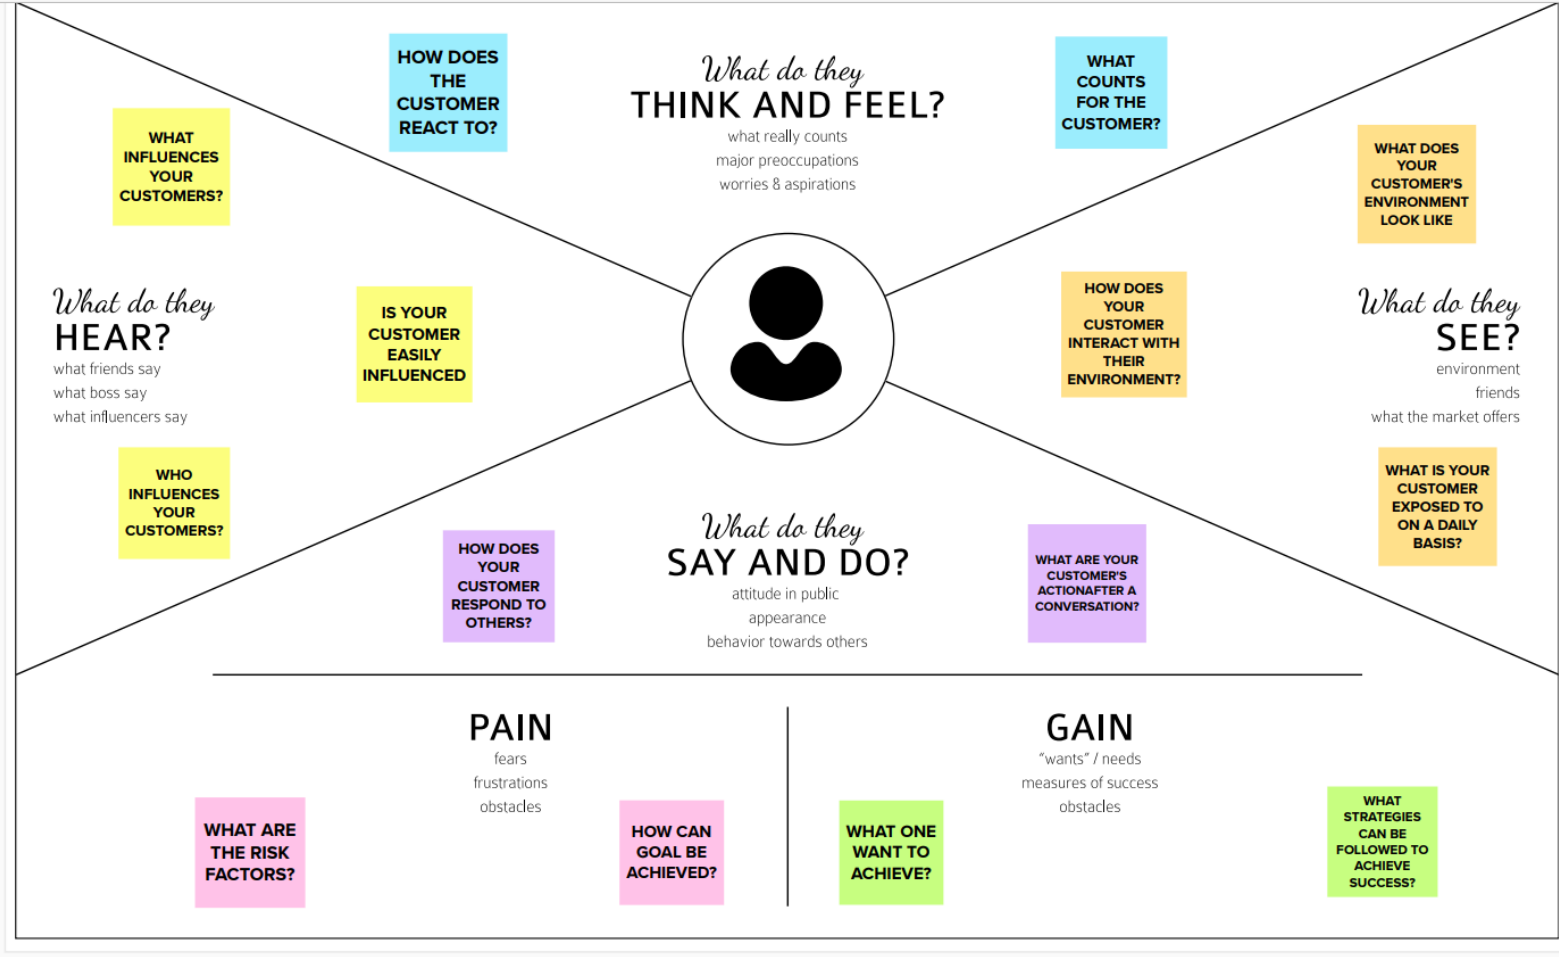 HOW DOES
THE
CUSTOMER
REACT TO?
What do they
THINK AND FEEL?
what really counts
major preoccupations
worries & aspirations
WHAT
COUNTS
FOR THE
CUSTOMER?
WHAT
INFLUENCES
YOUR
CUSTOMERS?
What do they
HEAR?
what friends say
what boss say
what influencers say
IS YOUR
CUSTOMER
EASILY
INFLUENCED
WHO
INFLUENCES
YOUR
CUSTOMERS?
WHAT DOES
YOUR
CUSTOMER'S
ENVIRONMENT
LOOK LIKE
HOW DOES
YOUR
CUSTOMER
INTERACT WITH
THEIR
ENVIRONMENT?
What do they
SEE?
environment
friends
what the market offers
WHAT IS YOUR
CUSTOMER
EXPOSED TO
ON A DAILY
BASIS?
HOW DOES
YOUR
CUSTOMER
RESPOND TO
OTHERS?
What do they
SAY AND DO?
attitude in public
appearance
behavior towards others
WHAT ARE YOUR
CUSTOMER'S
ACTIONAFTER A
CONVERSATION?
PAIN
fears
frustrations
obstacles
WHAT ARE
THE RISK
FACTORS?
HOW CAN
GOAL BE
ACHIEVED?
GAIN
"wants" / needs
measures of success
obstacles
WHAT ONE
WANT TO
ACHIEVE?
WHAT
STRATEGIES
CAN BE
FOLLOWED TO
ACHIEVE
SUCCESS?